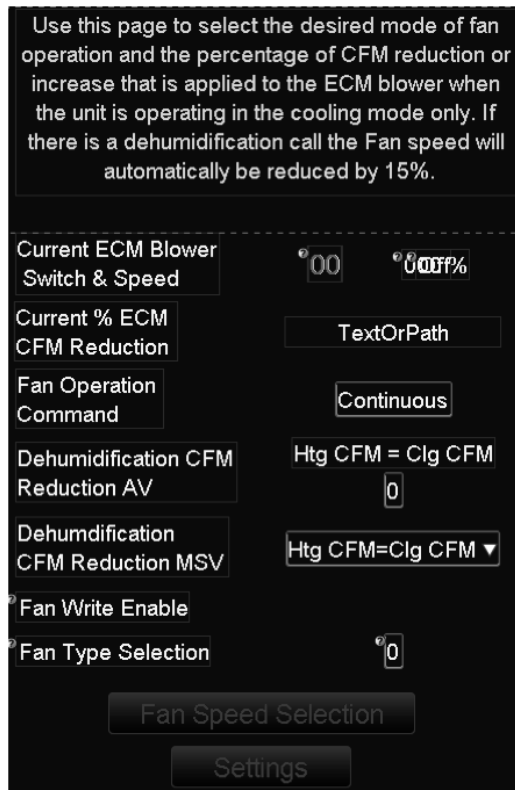 Use this page to select the desired mode of fan
operation and the percentage of CFM reduction or
increase that is applied to the ECM blower when
the unit is operating in the cooling mode only. If
there is a dehumidification call the Fan speed will
automatically be reduced by 15%.
Current ECM Blower
Switch & Speed
00
Current % ECM
CFM Reduction
TextOrPath
Fan Operation
Command
Continuous
Dehumidification CFM
Reduction AV
Htg CFM = Clg CFM
0
Dehumdification
CFM Reduction MSV
Htg CFM=Clg CFM
Fan Write Enable
Fan Type Selection
0
Fan Speed Selection
Settings